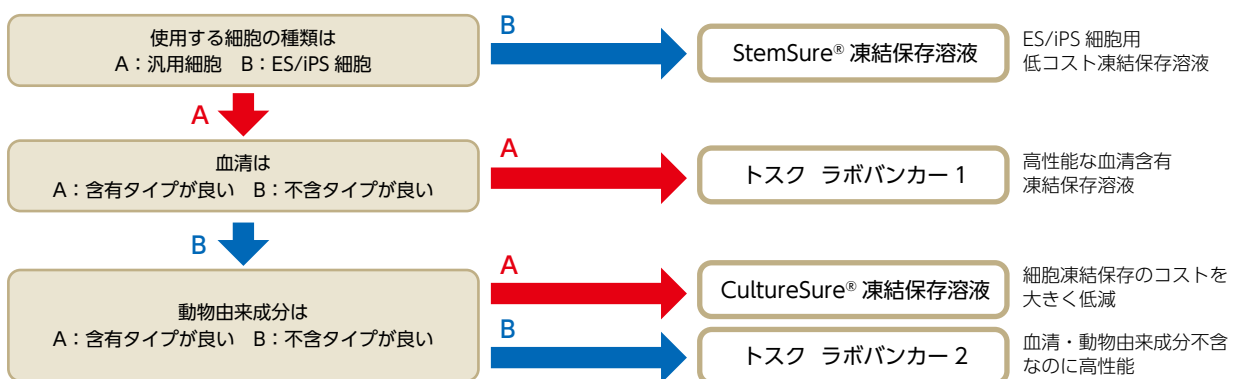 使用する細胞の種類は
A：汎用細胞　B：ES/iPS 細胞
B
StemSure® 凍結保存溶液
ES/iPS 細胞用
低コスト凍結保存溶液
A
血清は
A：含有タイプが良い　B：不含タイプが良い
A
トスク　ラボバンカー 1
高性能な血清含有
凍結保存溶液
B
動物由来成分は
A：含有タイプが良い　B：不含タイプが良い
A
CultureSure® 凍結保存溶液
細胞凍結保存のコストを
大きく低減
B
トスク　ラボバンカー 2
血清・動物由来成分不含
なのに高性能